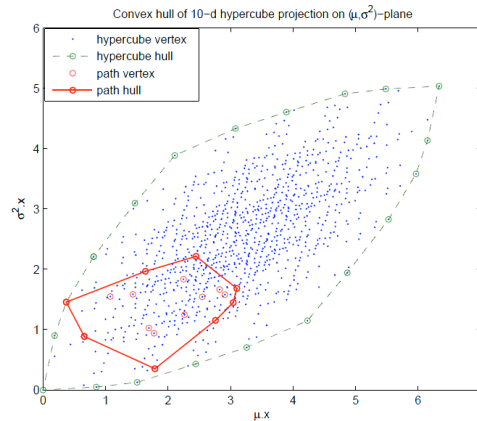 Convex hull of 10-d hypercube projection on (μ,σ²)-plane
hypercube vertex
hypercube hull
path vertex
path hull
6
5
4
3
2
1
0
σ².x
0 1 2 3 4 5 6
μ.x